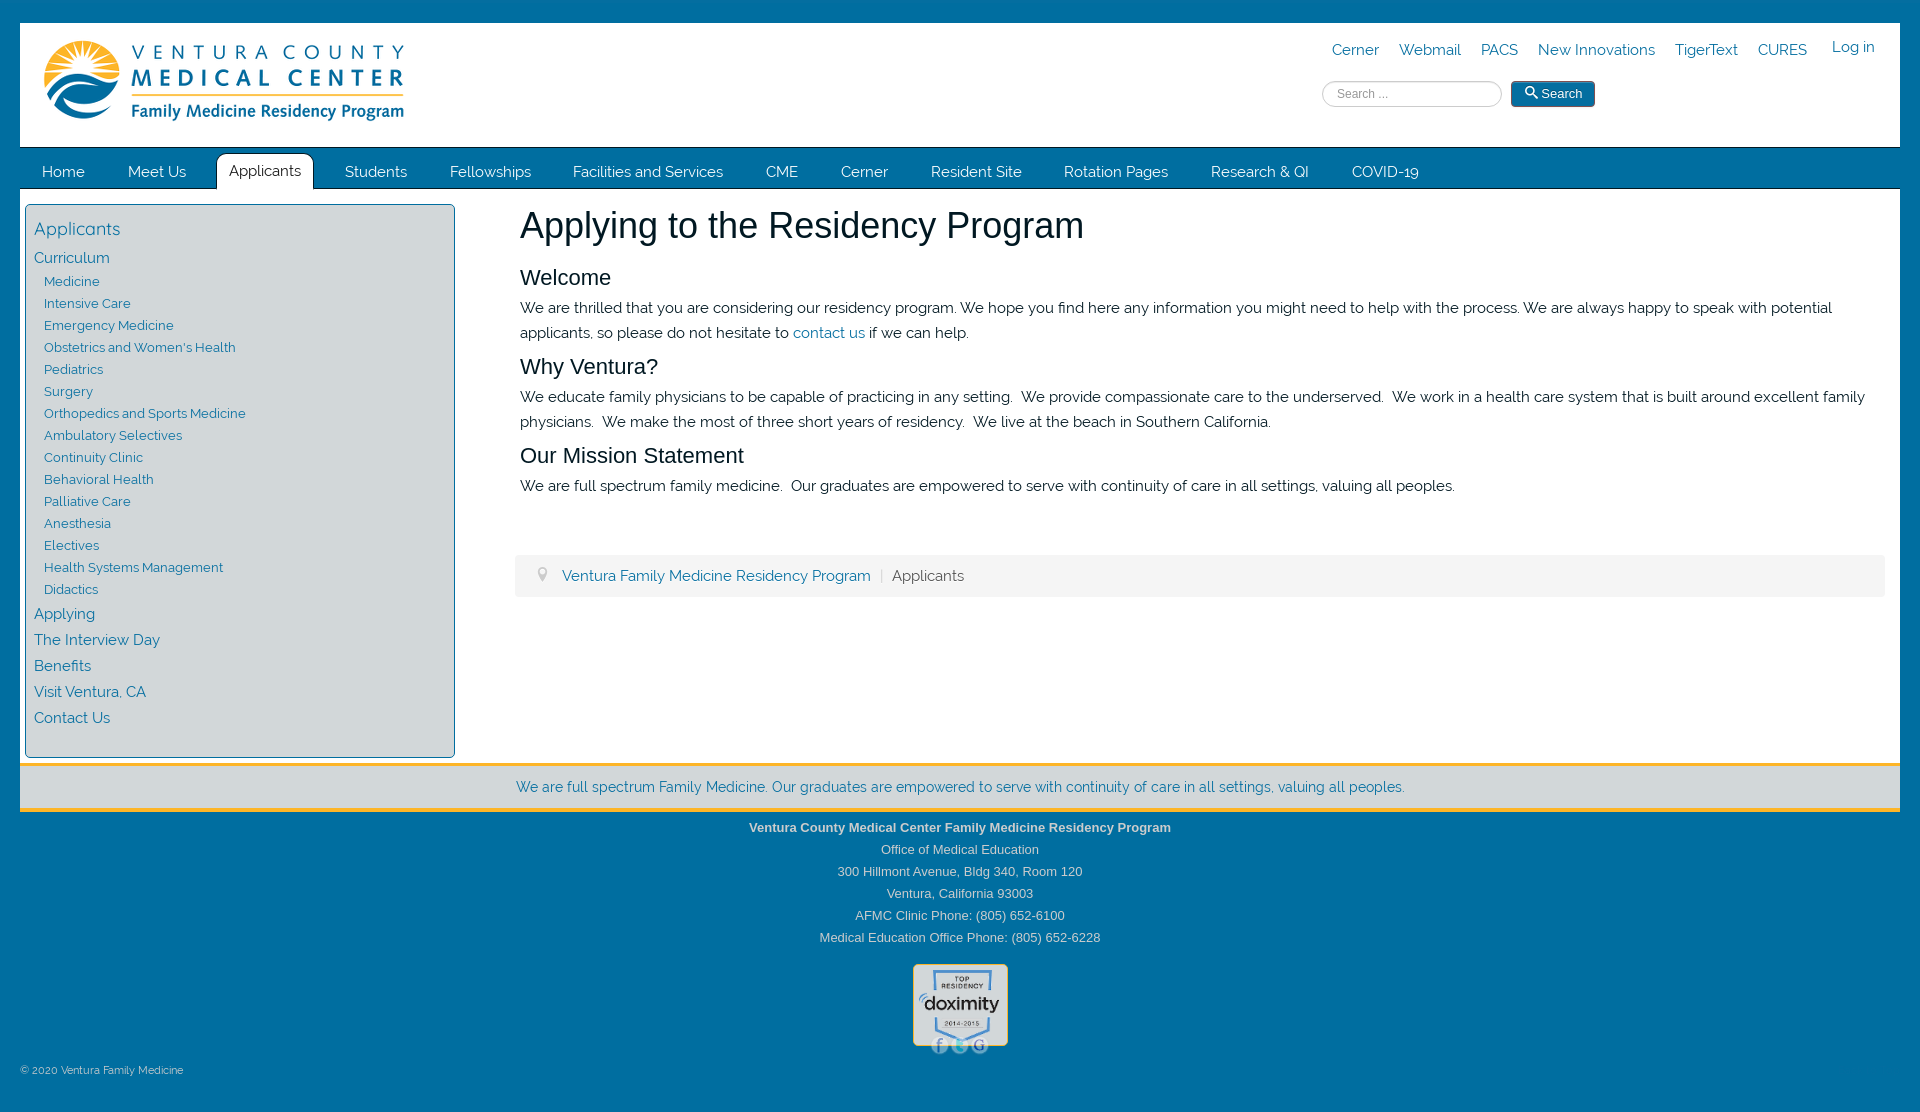 VENTURA COUNTY
MEDICAL CENTER
Family Medicine Residency Program
Cerner Webmail PACS New Innovations TigerText CURES Log in
Search ... Search
Home Meet Us Applicants Students Fellowships Facilities and Services CME Cerner Resident Site Rotation Pages Research & QI COVID-19
Applicants
Curriculum
Medicine
Intensive Care
Emergency Medicine
Obstetrics and Women's Health
Pediatrics
Surgery
Orthopedics and Sports Medicine
Ambulatory Selectives
Continuity Clinic
Behavioral Health
Palliative Care
Anesthesia
Electives
Health Systems Management
Didactics
Applying
The Interview Day
Benefits
Visit Ventura, CA
Contact Us
Applying to the Residency Program
Welcome
We are thrilled that you are considering our residency program. We hope you find here any information you might need to help with the process. We are always happy to speak with potential
applicants, so please do not hesitate to contact us if we can help.
Why Ventura?
We educate family physicians to be capable of practicing in any setting.  We provide compassionate care to the underserved.  We work in a health care system that is built around excellent family
physicians.  We make the most of three short years of residency.  We live at the beach in Southern California.
Our Mission Statement
We are full spectrum family medicine.  Our graduates are empowered to serve with continuity of care in all settings, valuing all peoples.
Ventura Family Medicine Residency Program | Applicants
We are full spectrum Family Medicine. Our graduates are empowered to serve with continuity of care in all settings, valuing all peoples.
Ventura County Medical Center Family Medicine Residency Program
Office of Medical Education
300 Hillmont Avenue, Bldg 340, Room 120
Ventura, California 93003
AFMC Clinic Phone: (805) 652-6100
Medical Education Office Phone: (805) 652-6228
TOP
RESIDENCY
doximity
2014-2015
f G
© 2020 Ventura Family Medicine